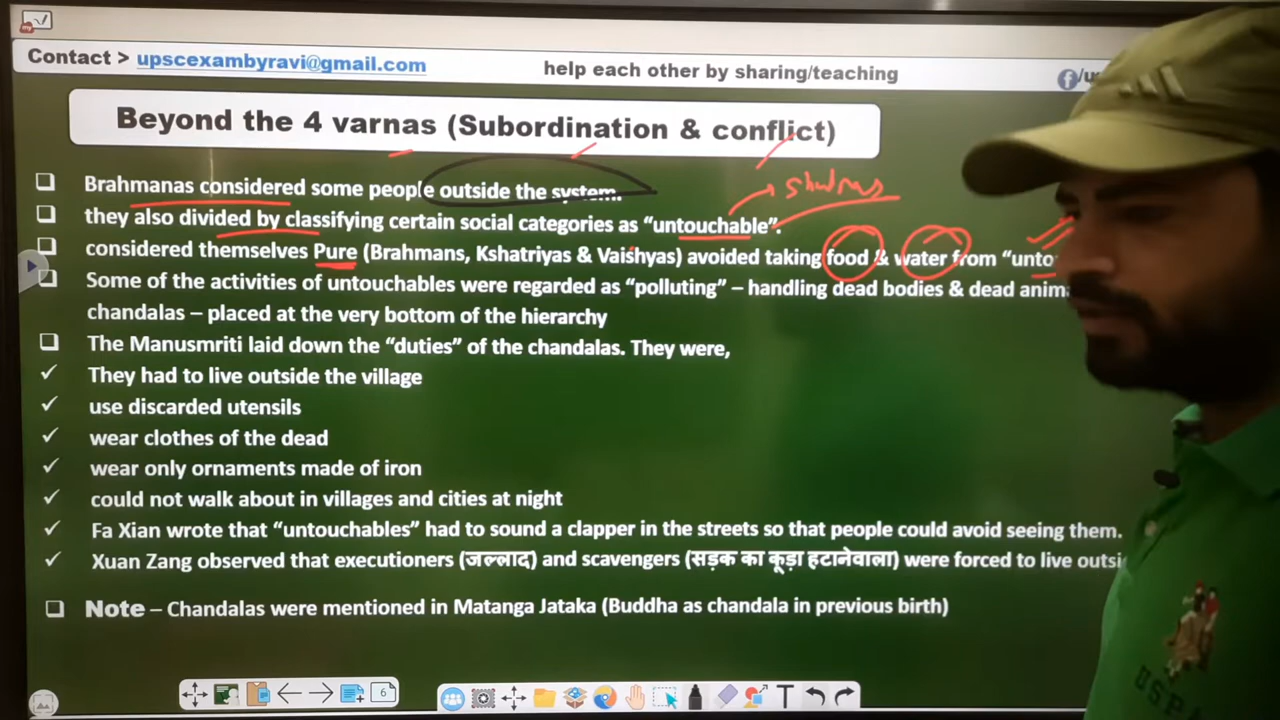 Contact > upscexambyravi@gmail.com help each other by sharing/teaching
Beyond the 4 varnas (Subordination & conflict)
Brahmanas considered some people outside the system.
they also divided by classifying certain social categories as “untouchable”. shudras
considered themselves Pure (Brahmans, Kshatriyas & Vaishyas) avoided taking food & water from “unto
Some of the activities of untouchables were regarded as “polluting” – handling dead bodies & dead anima
chandalas – placed at the very bottom of the hierarchy
The Manusmriti laid down the “duties” of the chandalas. They were,
They had to live outside the village
use discarded utensils
wear clothes of the dead
wear only ornaments made of iron
could not walk about in villages and cities at night
Fa Xian wrote that “untouchables” had to sound a clapper in the streets so that people could avoid seeing them.
Xuan Zang observed that executioners (जल्लाद) and scavengers (सड़क का कूड़ा हटानेवाला) were forced to live outsi
Note – Chandalas were mentioned in Matanga Jataka (Buddha as chandala in previous birth)
6